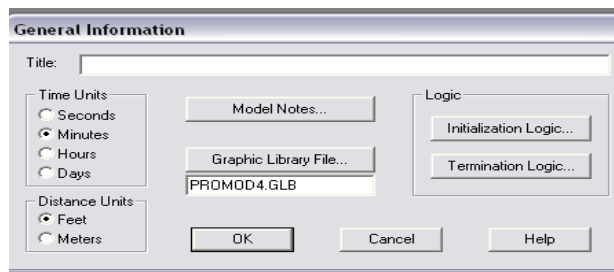 General Information
Title:
Time Units
Seconds
Minutes
Hours
Days
Distance Units
Feet
Meters
Model Notes...
Graphic Library File...
PROMOD4.GLB
Logic
Initialization Logic...
Termination Logic...
OK
Cancel
Help